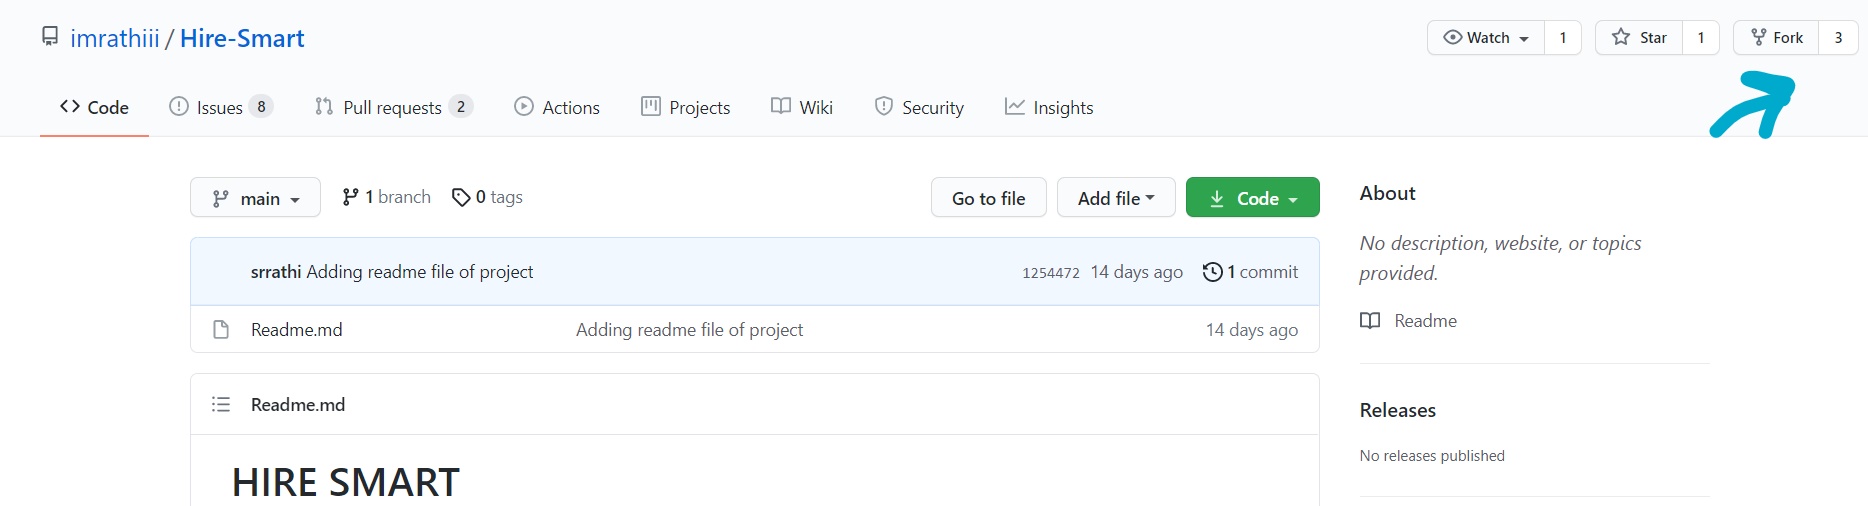 imrathiii / Hire-Smart
Watch 1 Star 1 Fork 3
Code Issues 8 Pull requests 2 Actions Projects Wiki Security Insights
main 1 branch 0 tags Go to file Add file Code
srrathi Adding readme file of project 1254472 14 days ago 1 commit
Readme.md Adding readme file of project 14 days ago
Readme.md
HIRE SMART
About
No description, website, or topics
provided.
Readme
Releases
No releases published